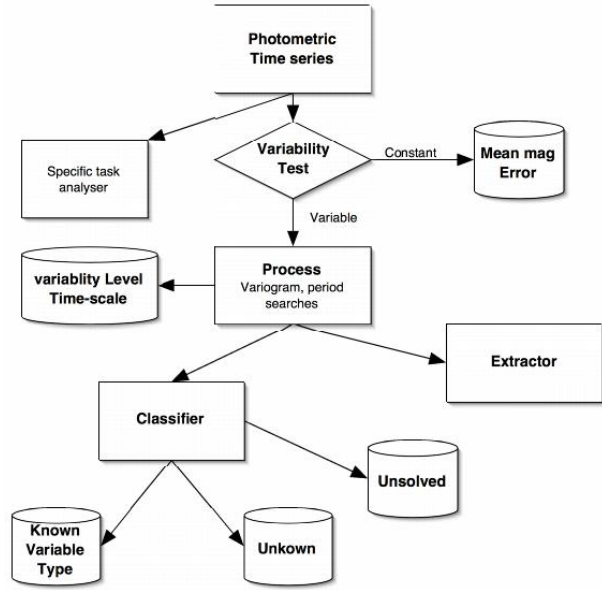 Photometric
Time series
Specific task
analyser
Variability
Test
Constant
Mean mag
Error
Variable
variablity Level
Time-scale
Process
Variogram, period
searches
Extractor
Classifier
Unsolved
Known
Variable
Type
Unkown